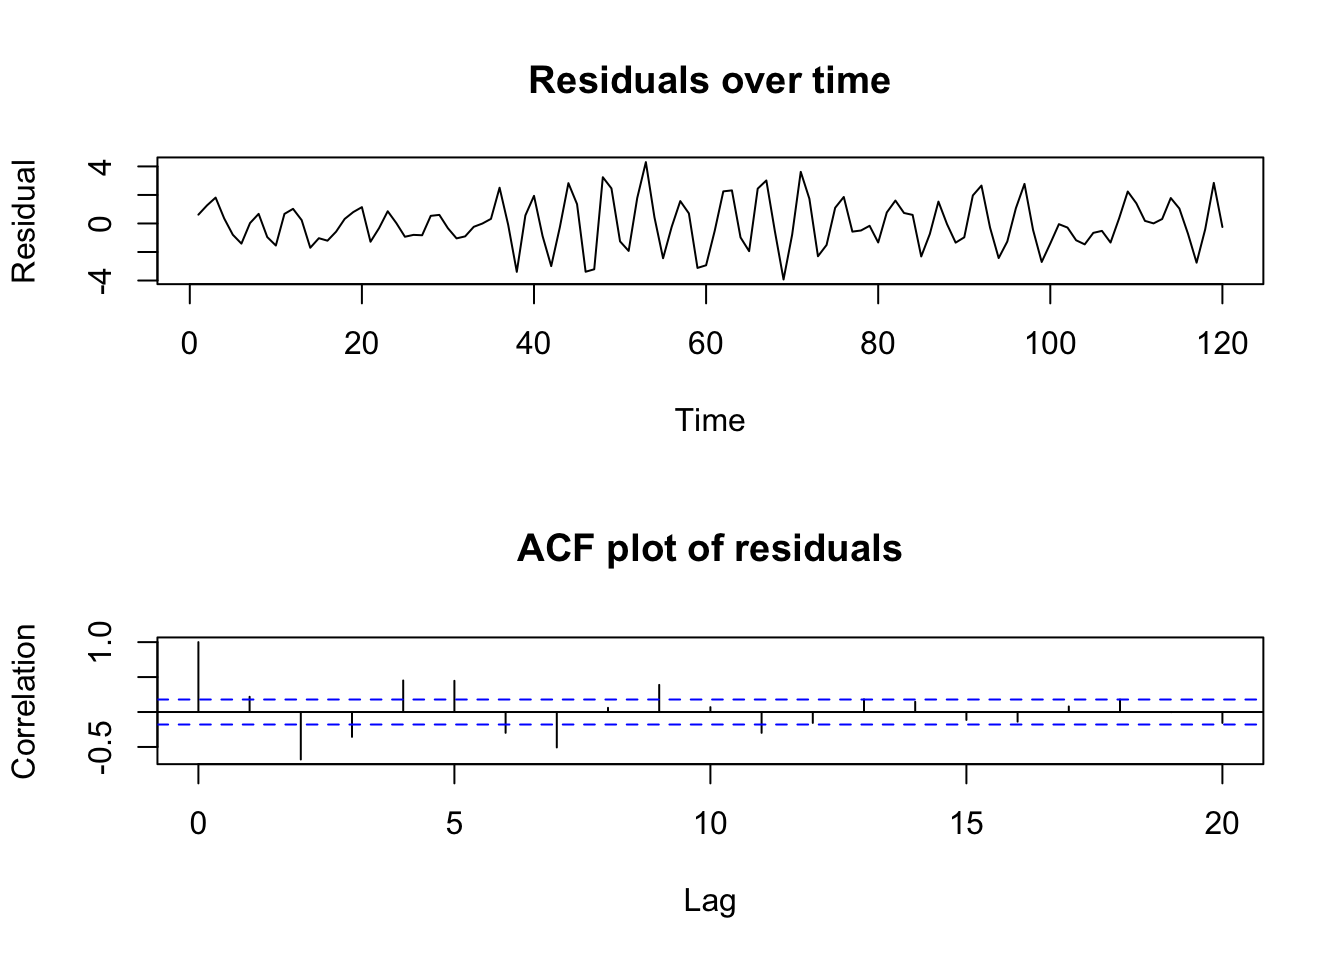 Residuals over time
Residual
4
0
-4
0 20 40 60 80 100 120
Time
ACF plot of residuals
Correlation
1.0
-0.5
0 5 10 15 20
Lag